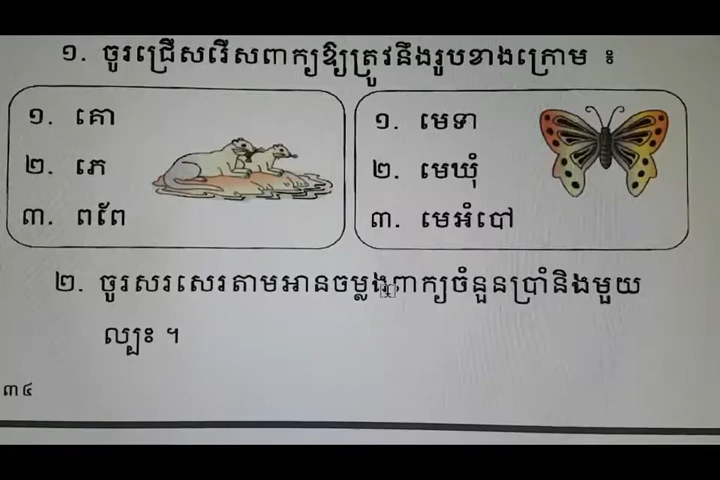 ១. ចូរជ្រើសរើសពាក្យឱ្យត្រូវនឹងរូបខាងក្រោម ៖
១. គោ
២. ភេ
៣. ពពែ
១. មេទា
២. មេឃុំ
៣. មេអំបៅ
២. ចូរសរសេរតាមអានចម្លងពាក្យចំនួនប្រាំនិងមួយ
ល្បះ ។
៣៤